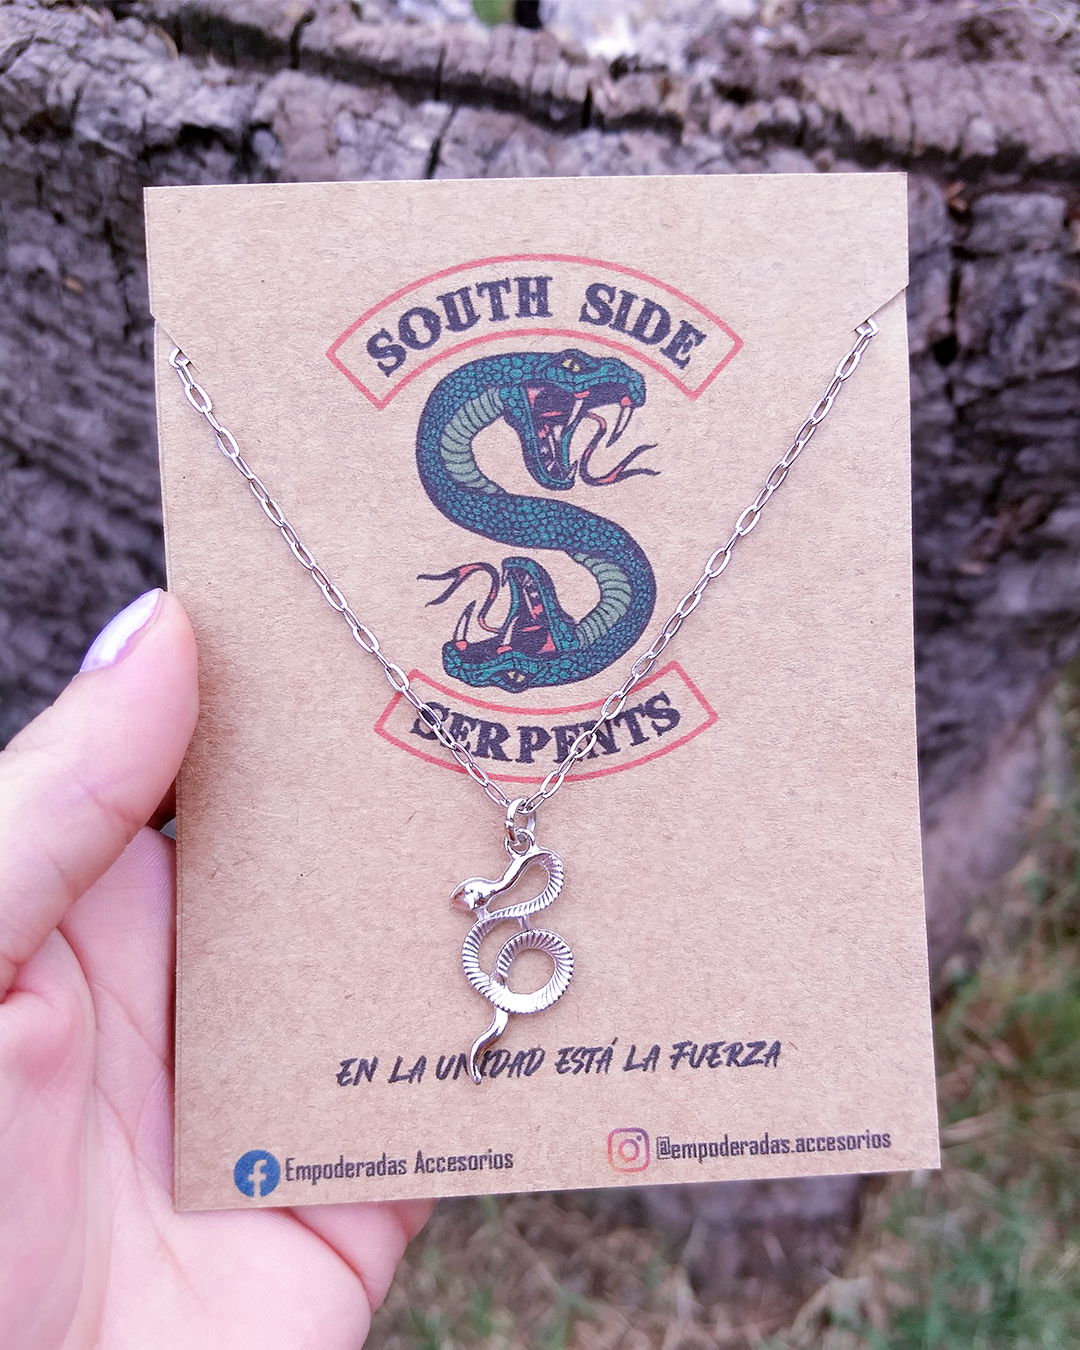 SOUTH SIDE
SERPENTS
EN LA UNIDAD ESTÁ LA FUERZA
Empoderadas Accesorios
@empoderadas.accesorios